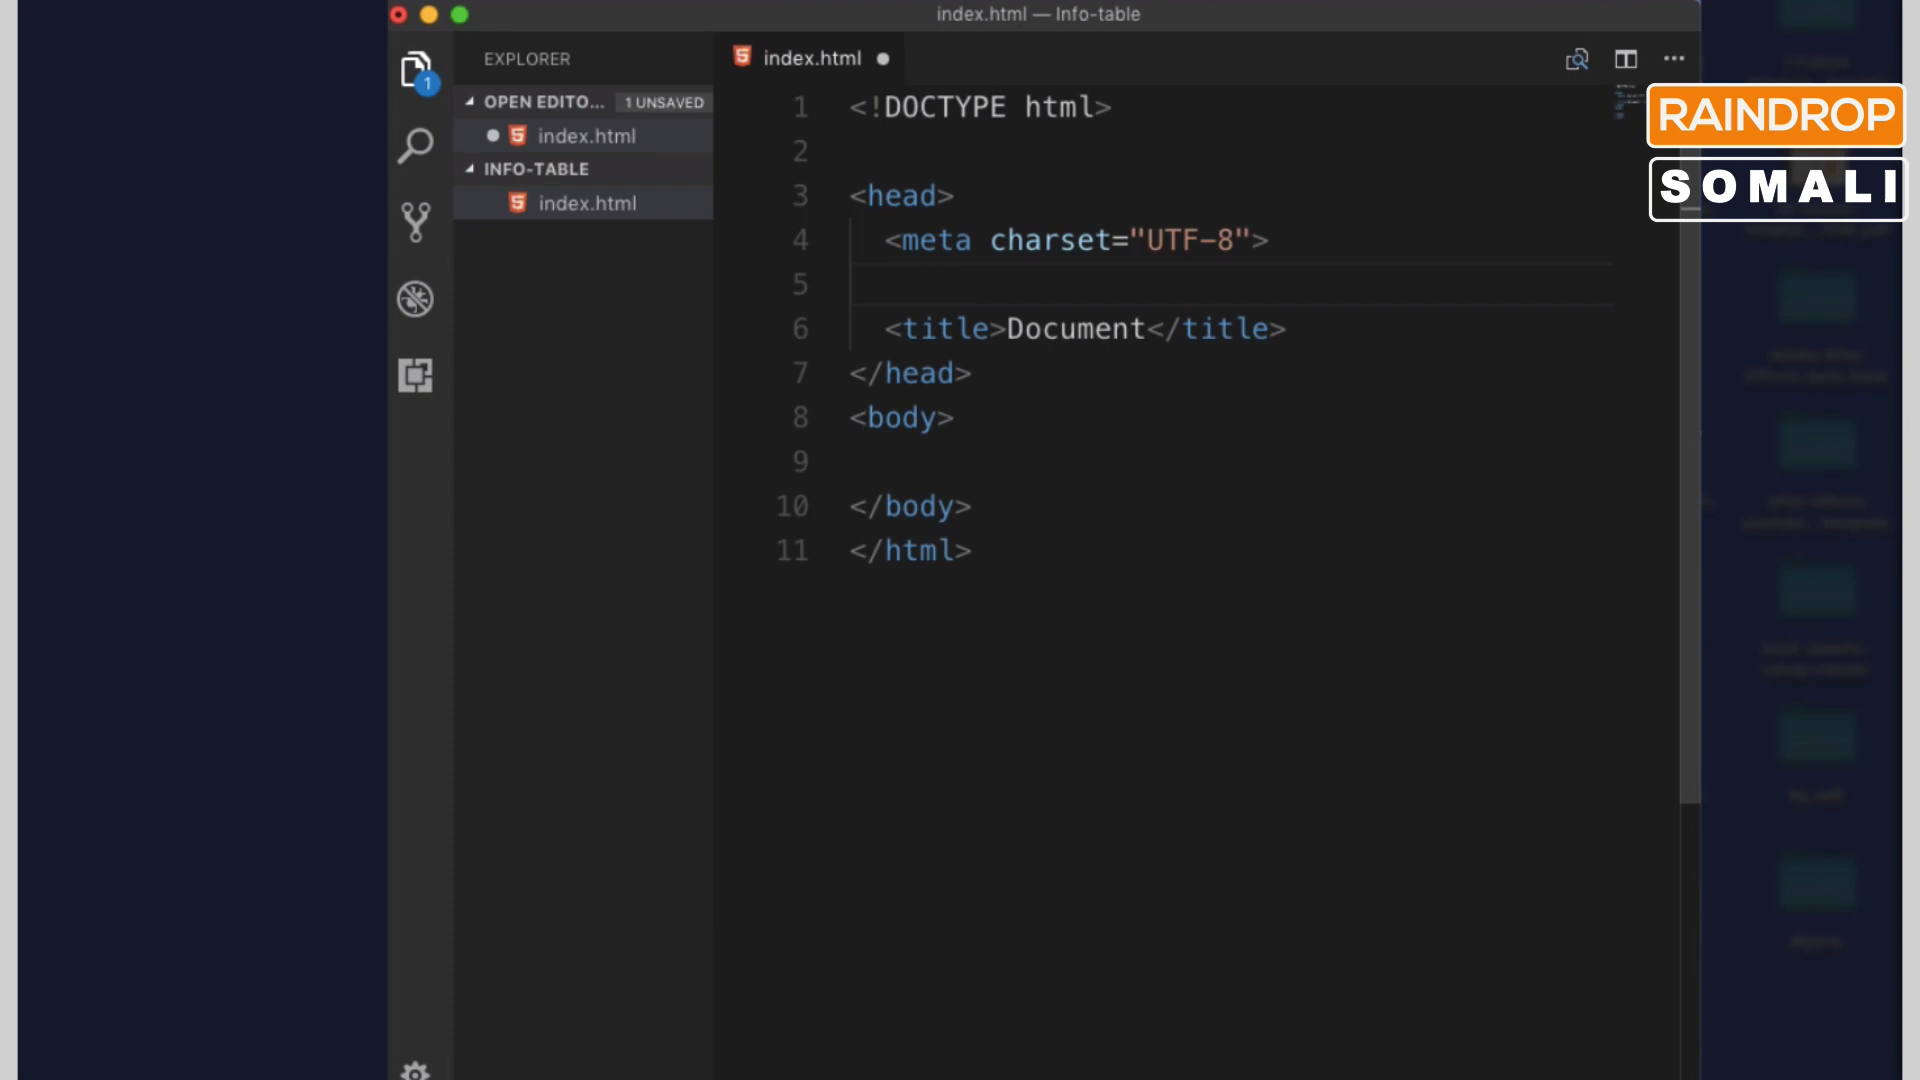 index.html — Info-table
EXPLORER
OPEN EDITO... 1 UNSAVED
index.html
INFO-TABLE
index.html
1
index.html
1 <!DOCTYPE html>
2
3 <head>
4 <meta charset="UTF-8">
5
6 <title>Document</title>
7 </head>
8 <body>
9
10 </body>
11 </html>
RAINDROP
SOMALI